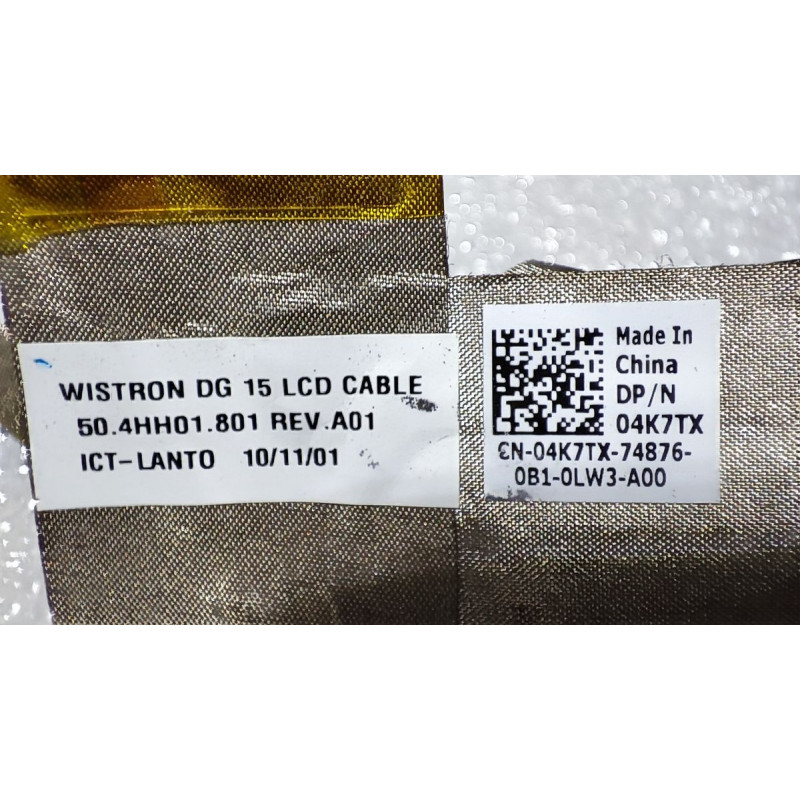 WISTRON DG 15 LCD CABLE
50.4HH01.801 REV.A01
ICT-LANTO 10/11/01
Made In
China
DP/N
04K7TX
CN-04K7TX-74876-
0B1-0LW3-A00